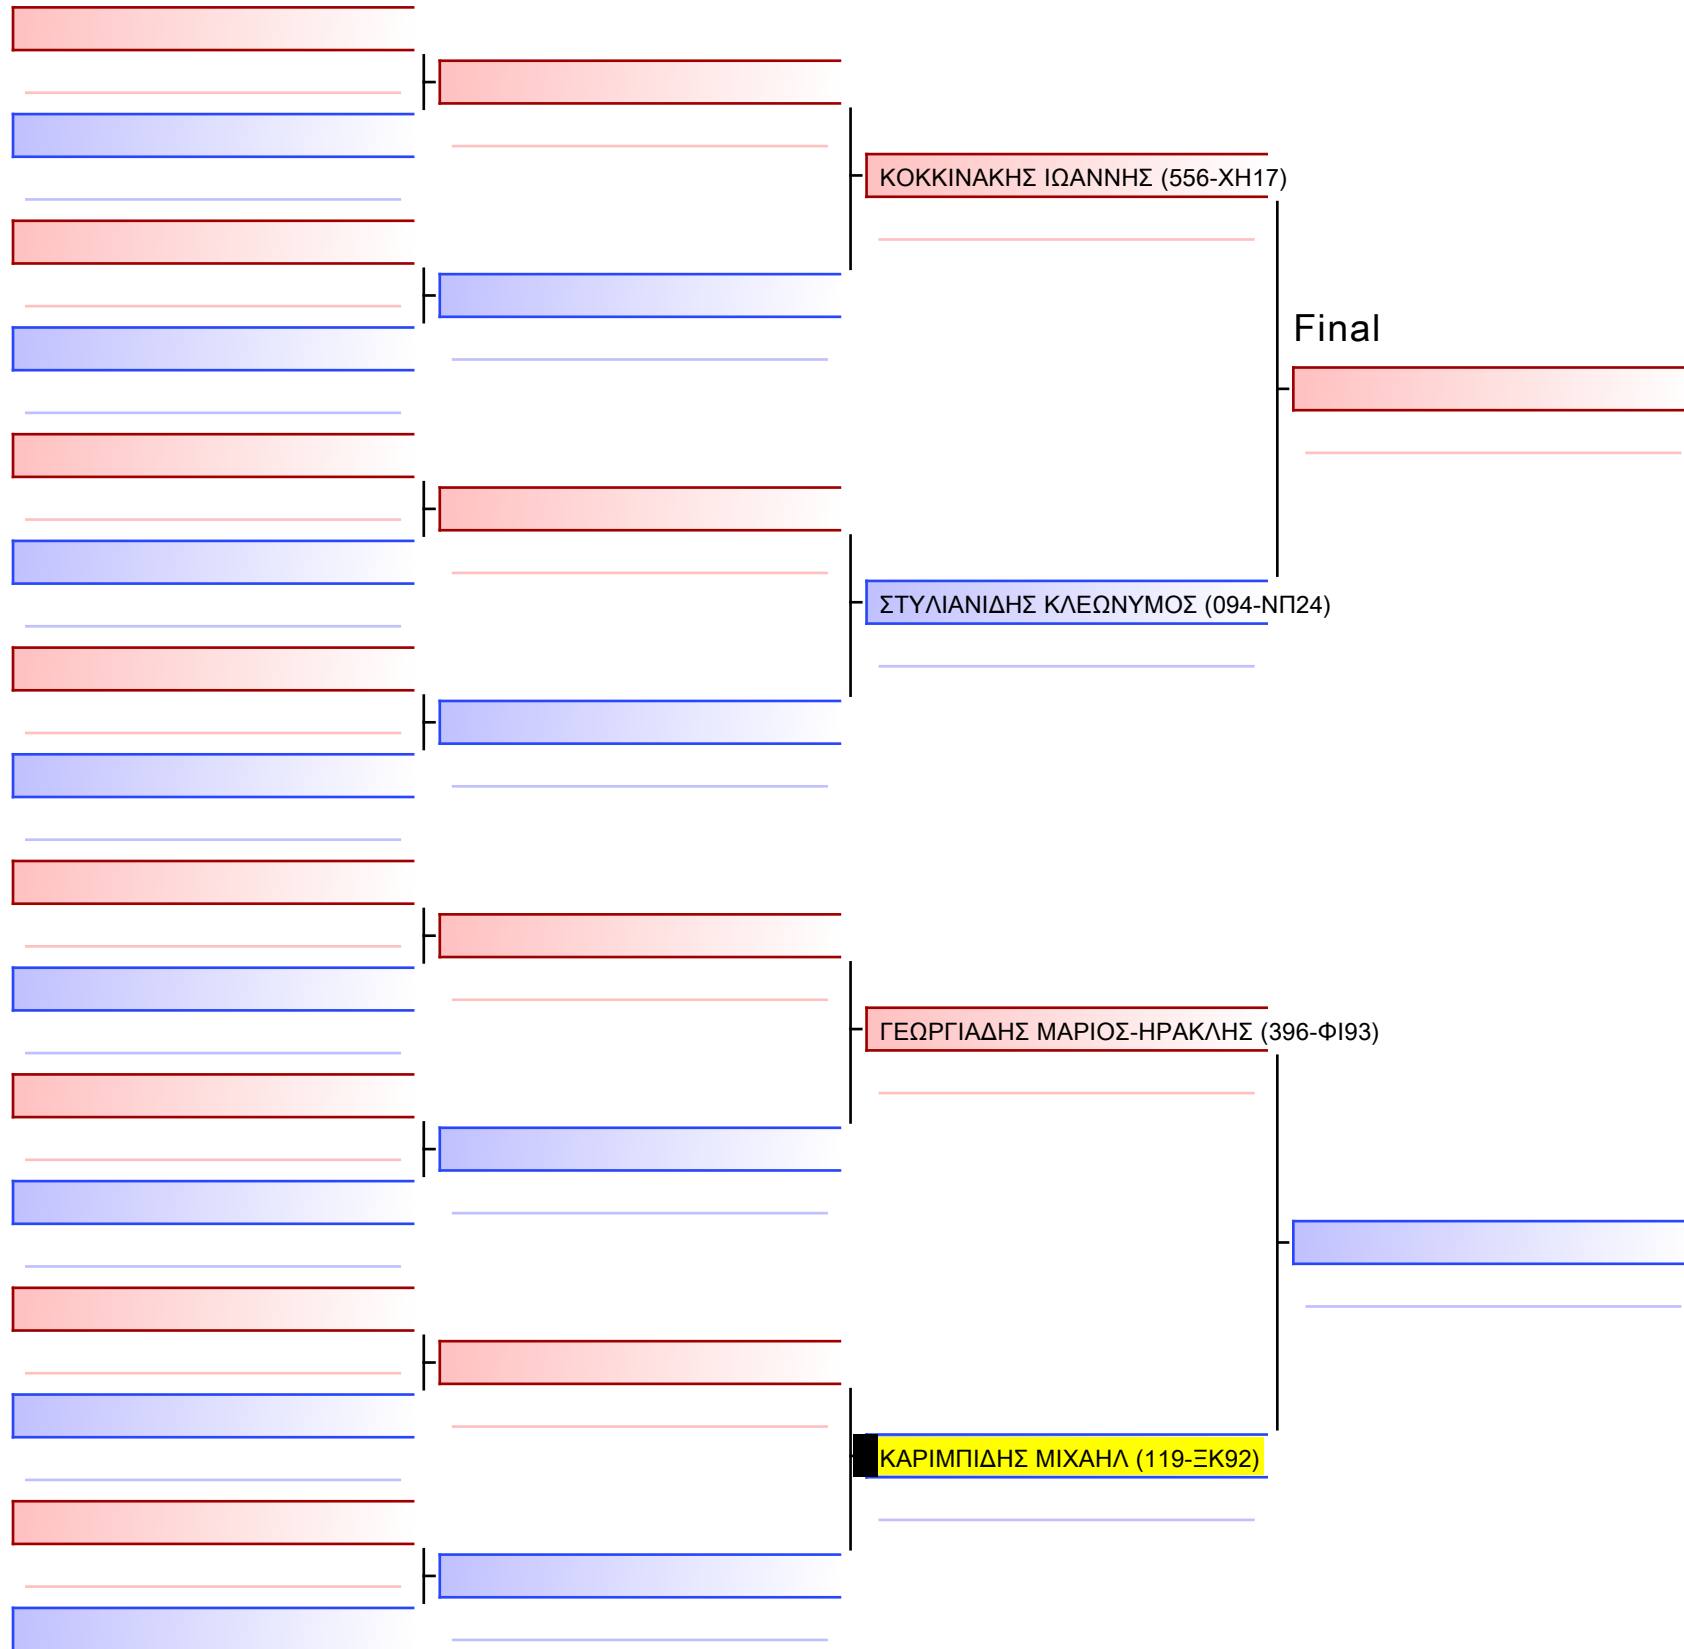 ΚΟΚΚΙΝΑΚΗΣ ΙΩΑΝΝΗΣ (556-ΧΗ17)
Final
ΣΤΥΛΙΑΝΙΔΗΣ ΚΛΕΩΝΥΜΟΣ (094-ΝΠ24)
ΓΕΩΡΓΙΑΔΗΣ ΜΑΡΙΟΣ-ΗΡΑΚΛΗΣ (396-ΦΙ93)
ΚΑΡΙΜΠΙΔΗΣ ΜΙΧΑΗΛ (119-ΞΚ92)